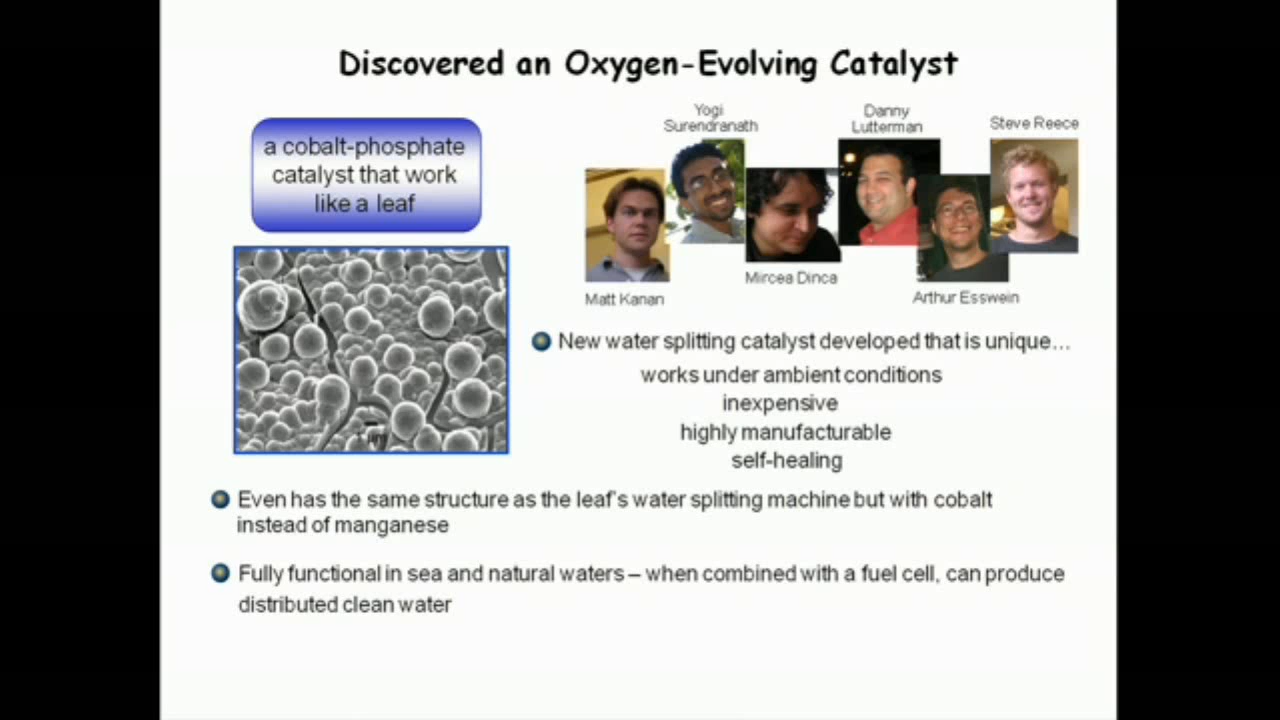 Discovered an Oxygen-Evolving Catalyst
a cobalt-phosphate
catalyst that work
like a leaf
Yogi
Surendranath
Danny
Lutterman
Steve Reece
Matt Kanan
Mircea Dinca
Arthur Esswein
New water splitting catalyst developed that is unique...
works under ambient conditions
inexpensive
highly manufacturable
self-healing
Even has the same structure as the leaf's water splitting machine but with cobalt
instead of manganese
Fully functional in sea and natural waters – when combined with a fuel cell, can produce
distributed clean water